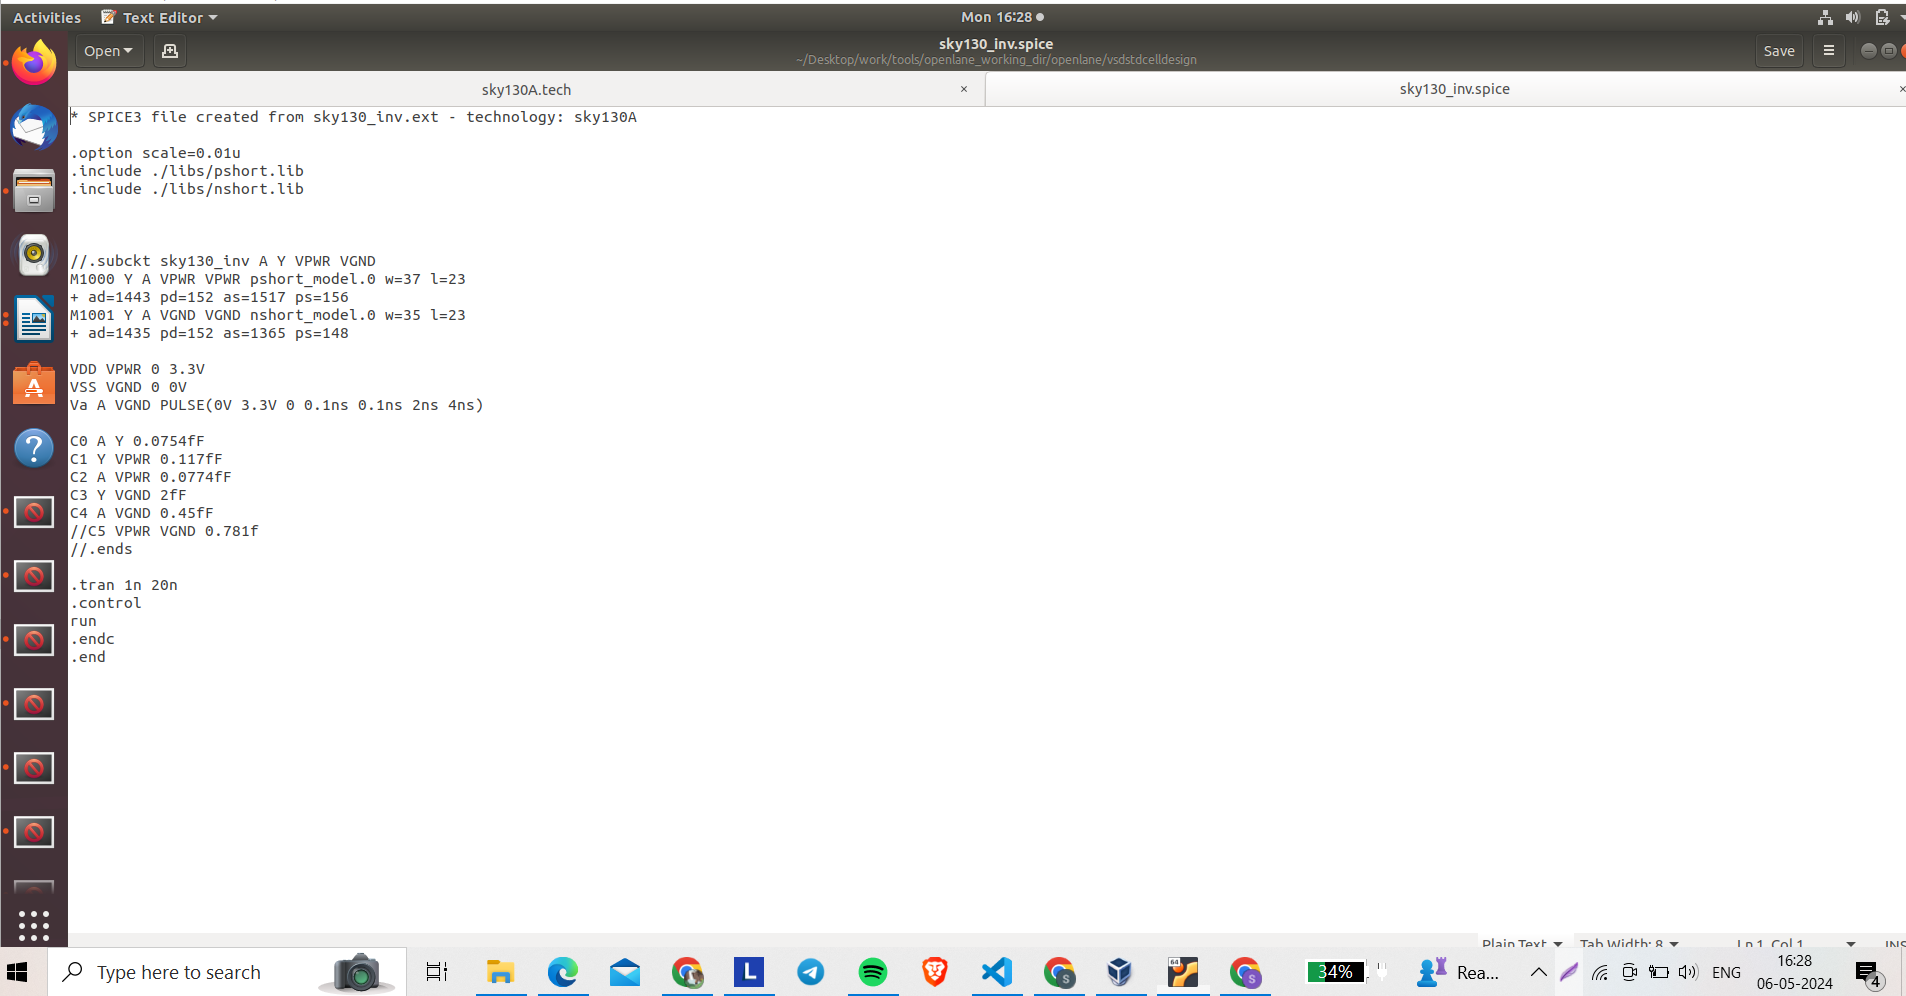 Activities Text Editor Mon 16:28
Open sky130_inv.spice Save
~/Desktop/work/tools/openlane_working_dir/openlane/vsdstdcelldesign
sky130A.tech × sky130_inv.spice ×
* SPICE3 file created from sky130_inv.ext - technology: sky130A
.option scale=0.01u
.include ./libs/pshort.lib
.include ./libs/nshort.lib
//.subckt sky130_inv A Y VPWR VGND
M1000 Y A VPWR VPWR pshort_model.0 w=37 l=23
+ ad=1443 pd=152 as=1517 ps=156
M1001 Y A VGND VGND nshort_model.0 w=35 l=23
+ ad=1435 pd=152 as=1365 ps=148
VDD VPWR 0 3.3V
VSS VGND 0 0V
Va A VGND PULSE(0V 3.3V 0 0.1ns 0.1ns 2ns 4ns)
C0 A Y 0.0754fF
C1 Y VPWR 0.117fF
C2 A VPWR 0.0774fF
C3 Y VGND 2fF
C4 A VGND 0.45fF
//C5 VPWR VGND 0.781f
//.ends
.tran 1n 20n
.control
run
.endc
.end
Plain Text Tab Width: 8 Ln 1, Col 1 INS
Type here to search L 64 S S 34% Rea... ENG 16:28
06-05-2024 4